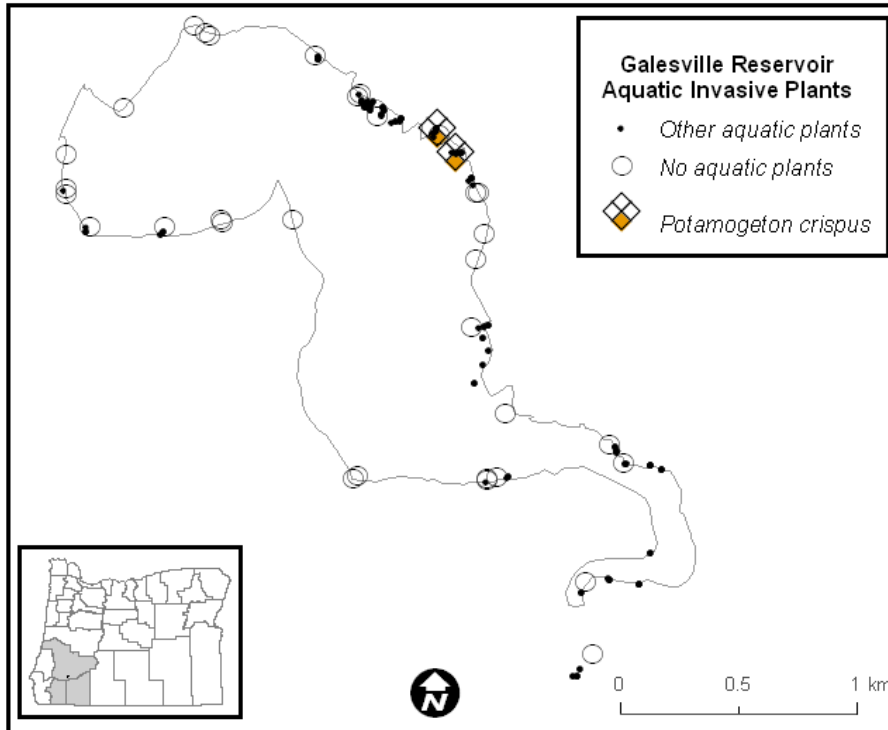 Galesville Reservoir
Aquatic Invasive Plants
Other aquatic plants
No aquatic plants
Potamogeton crispus
N
0 0.5 1 km